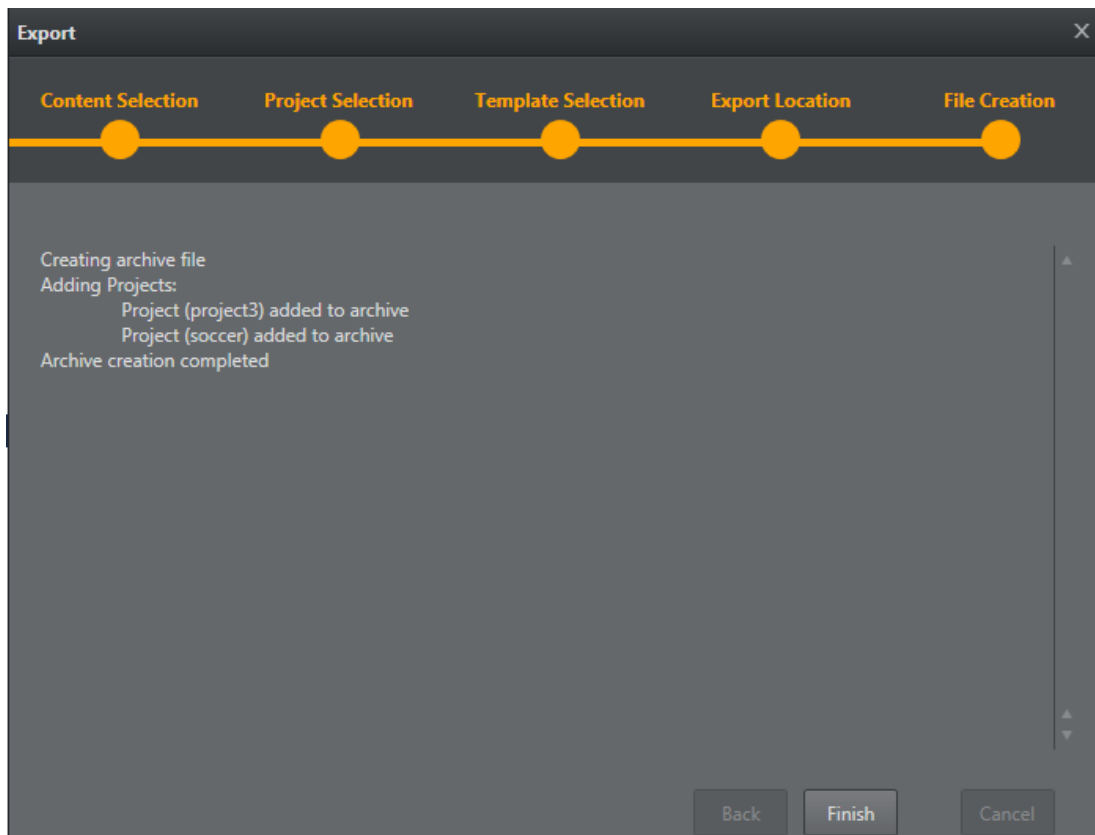 Export
Content Selection Project Selection Template Selection Export Location File Creation
Creating archive file
Adding Projects:
Project (project3) added to archive
Project (soccer) added to archive
Archive creation completed
Back Finish Cancel